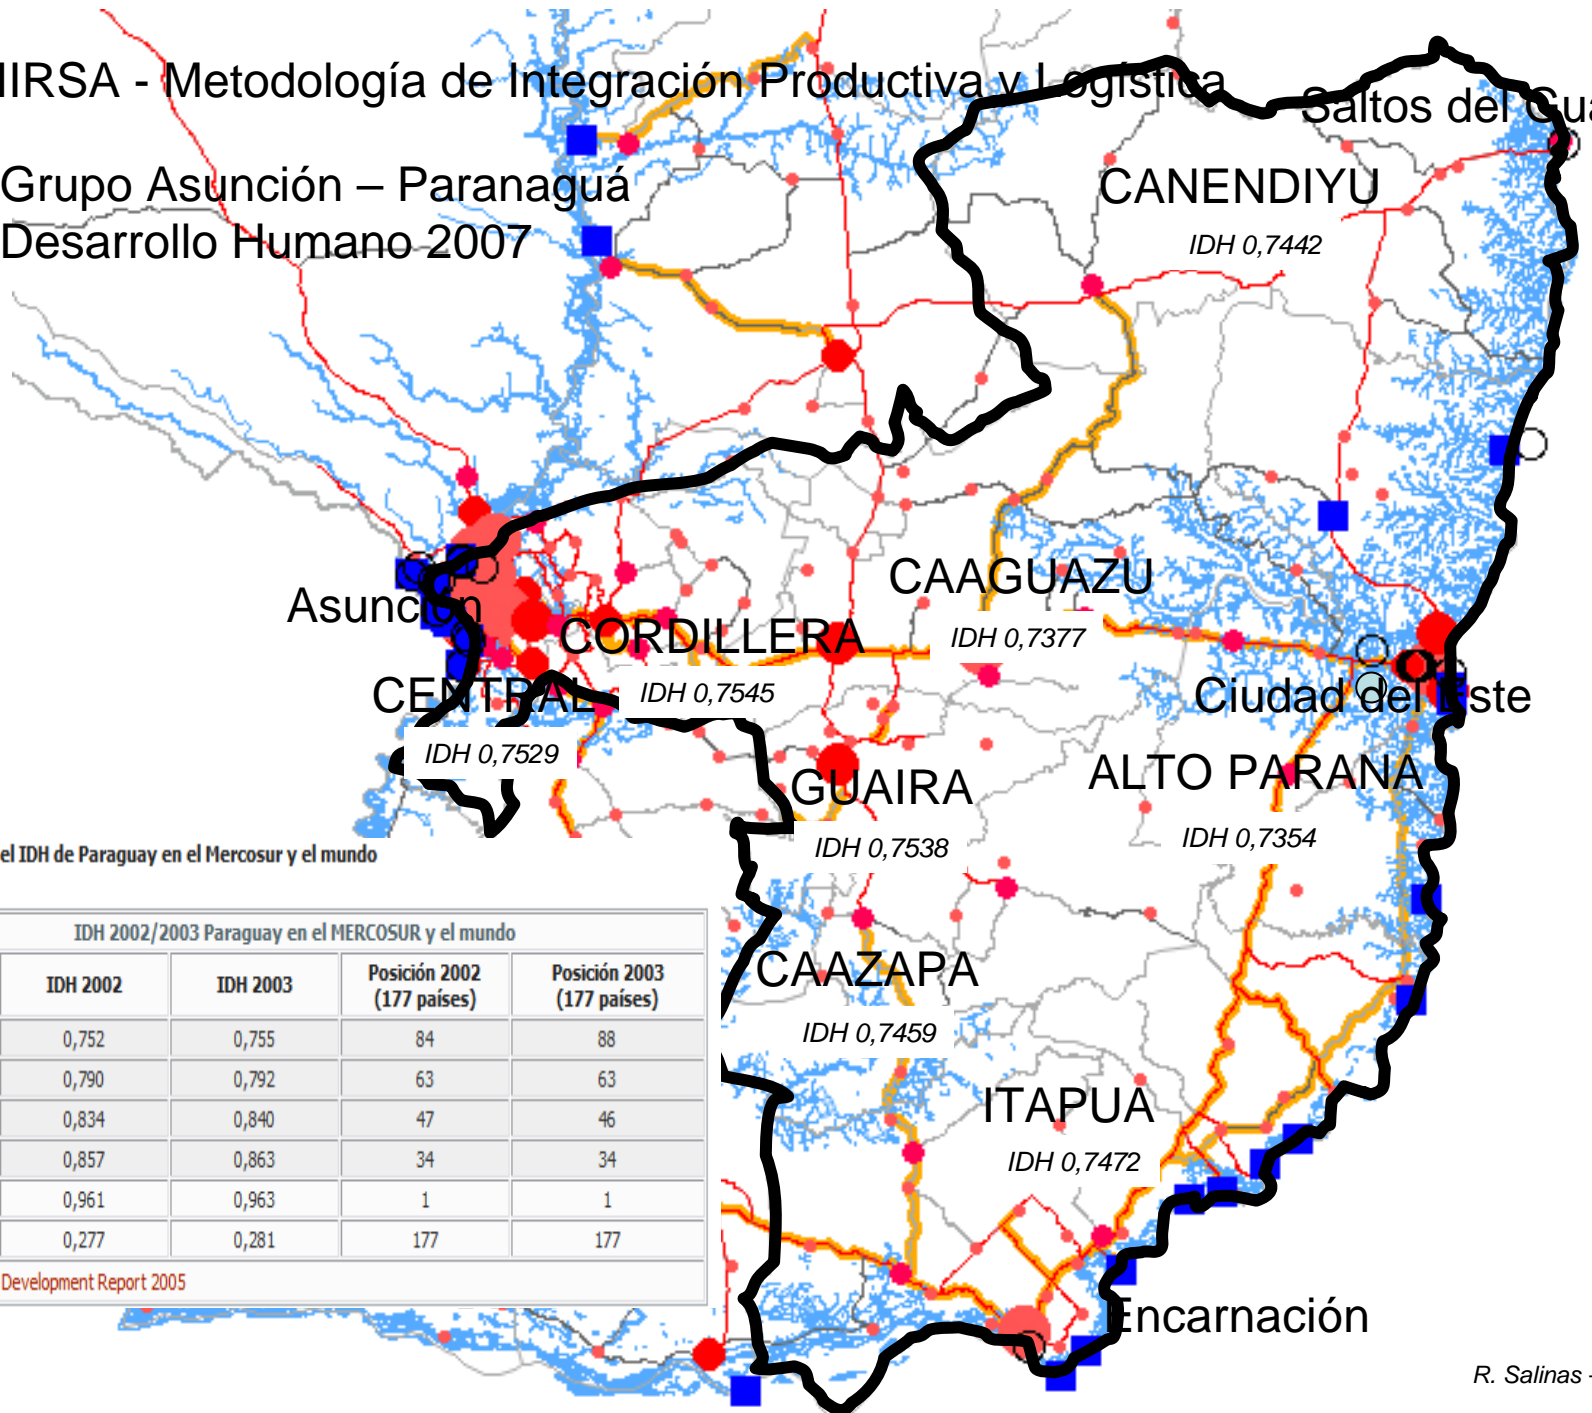 IIRSA - Metodología de Integración Productiva y Logística
Saltos del Gua
Grupo Asunción – Paranaguá
Desarrollo Humano 2007
CANENDIYU
IDH 0,7442
CAAGUAZU
IDH 0,7377
Asunción
CORDILLERA
IDH 0,7545
CENTRAL
IDH 0,7529
Ciudad del Este
GUAIRA
IDH 0,7538
ALTO PARANA
IDH 0,7354
el IDH de Paraguay en el Mercosur y el mundo
IDH 2002/2003 Paraguay en el MERCOSUR y el mundo
IDH 2002 IDH 2003 Posición 2002 (177 países) Posición 2003 (177 países)
0,752 0,755 84 88
0,790 0,792 63 63
0,834 0,840 47 46
0,857 0,863 34 34
0,961 0,963 1 1
0,277 0,281 177 177
Development Report 2005
CAAZAPA
IDH 0,7459
ITAPUA
IDH 0,7472
Encarnación
R. Salinas -